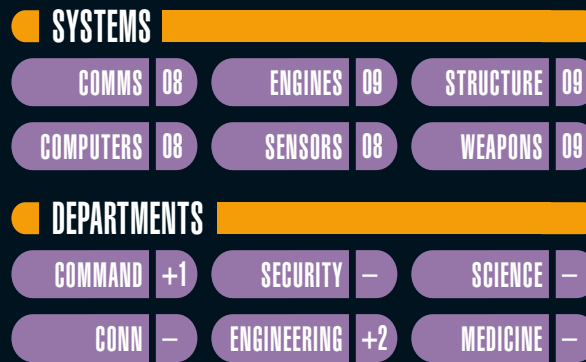 SYSTEMS
COMMS 08 ENGINES 09 STRUCTURE 09
COMPUTERS 08 SENSORS 08 WEAPONS 09
DEPARTMENTS
COMMAND +1 SECURITY – SCIENCE –
CONN – ENGINEERING +2 MEDICINE –